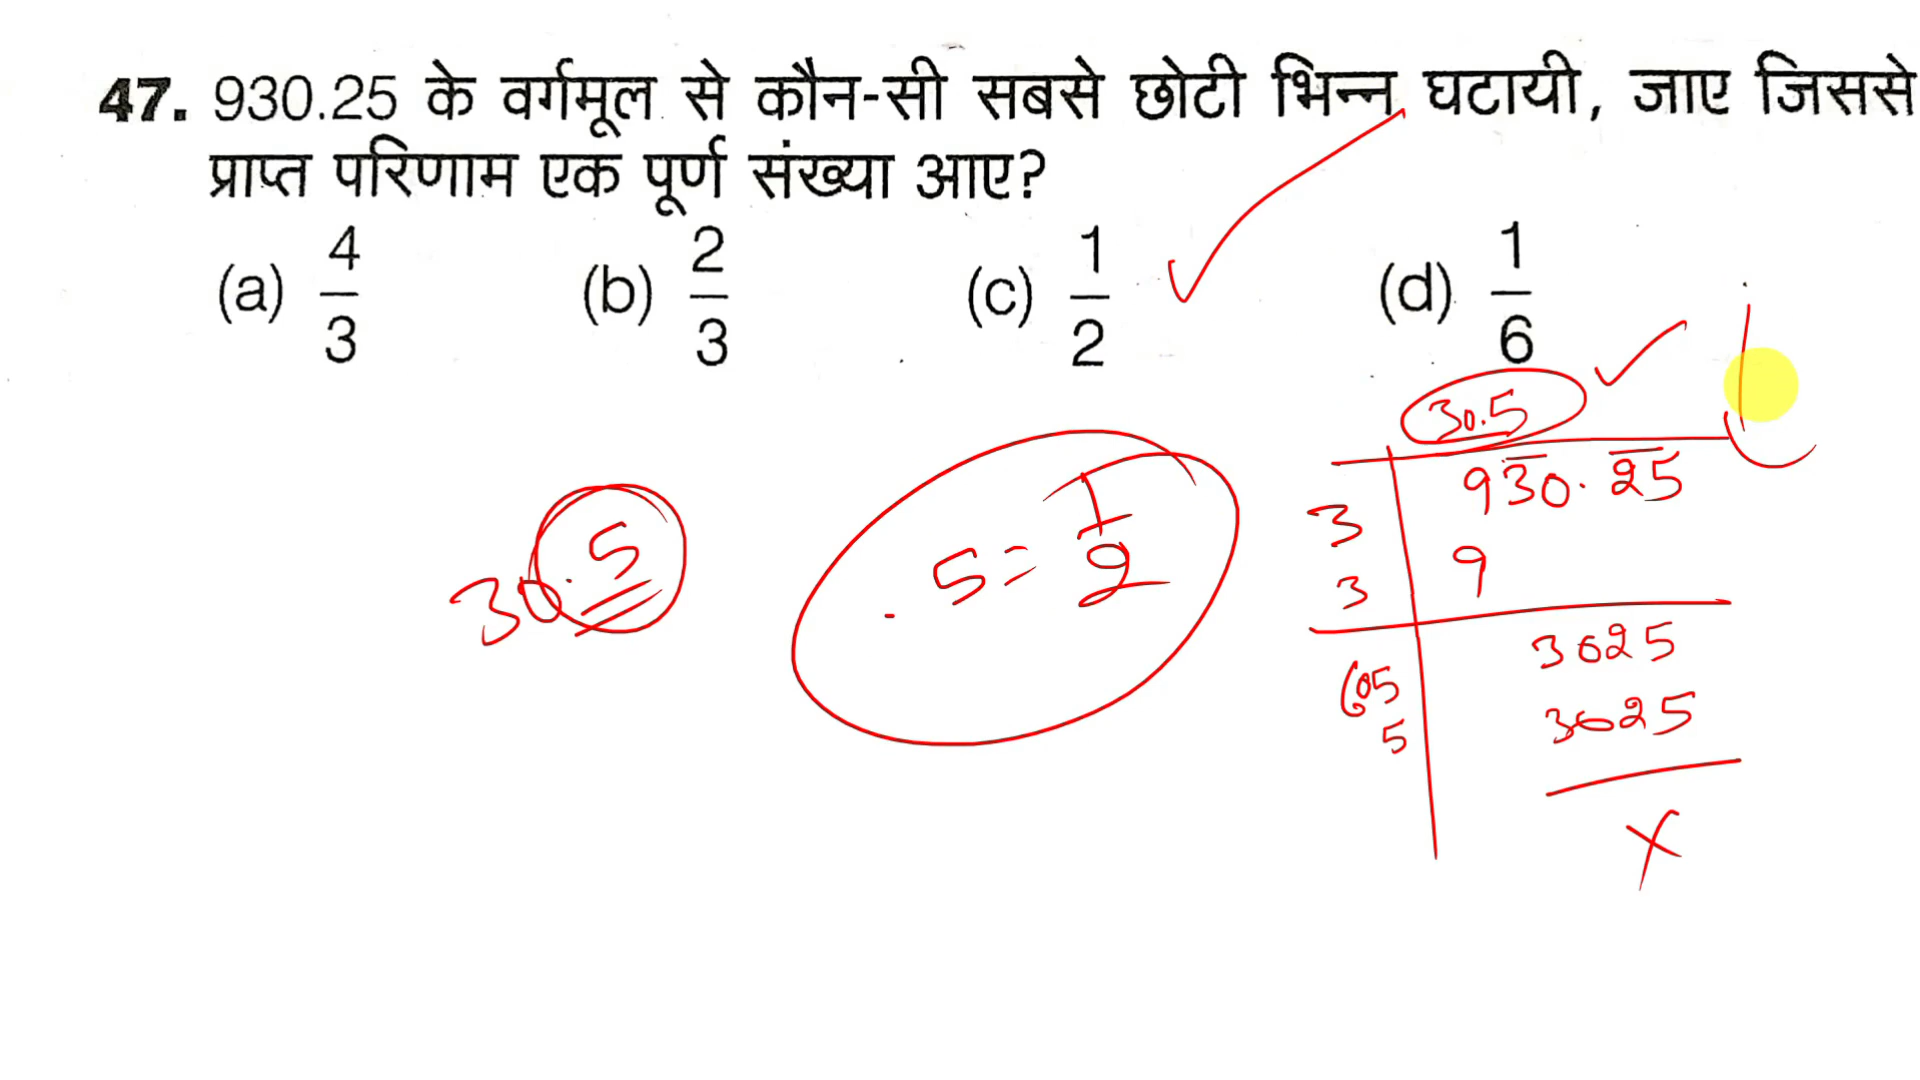 47. 930.25 के वर्गमूल से कौन-सी सबसे छोटी भिन्न घटायी, जाए जिससे
प्राप्त परिणाम एक पूर्ण संख्या आए?
(a) 4/3 (b) 2/3 (c) 1/2 (d) 1/6
30.5
930.25
3 9
3
3025
605 3025
5
x
30.5
.5 = 1/2